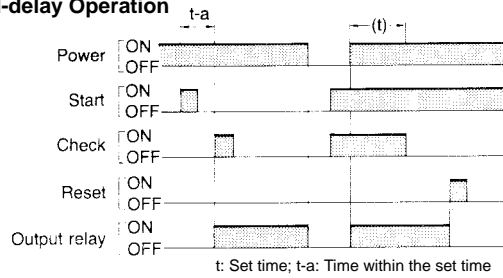 -delay Operation
t-a
(t)
Power ON
OFF
Start ON
OFF
Check ON
OFF
Reset ON
OFF
Output relay ON
OFF
t: Set time; t-a: Time within the set time